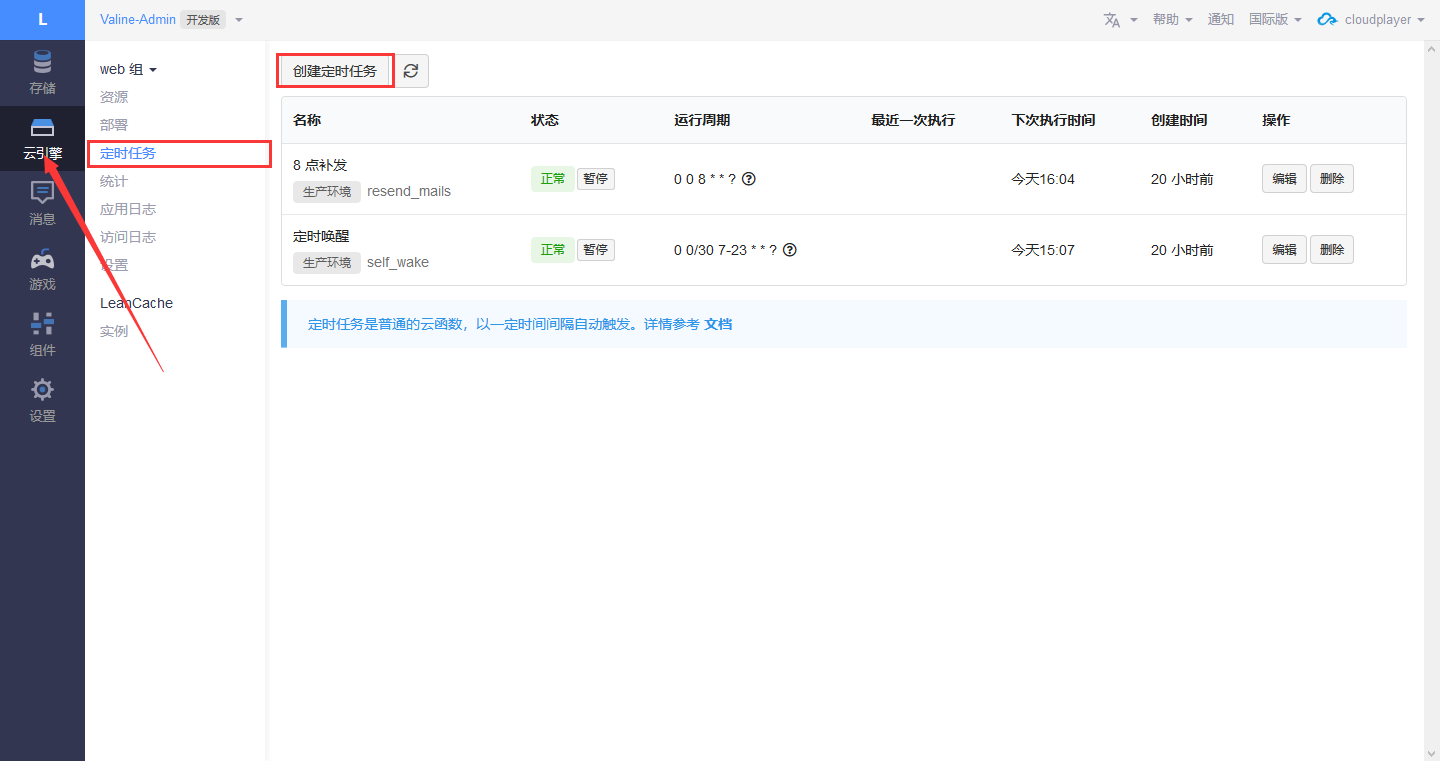 L
Valine-Admin 开发版
帮助 通知 国际版 cloudplayer
存储
云引擎
消息
游戏
组件
设置
web 组
资源
部署
定时任务
统计
应用日志
访问日志
设置
LeanCache
实例
创建定时任务
名称 状态 运行周期 最近一次执行 下次执行时间 创建时间 操作
8 点补发
生产环境 resend_mails 正常 暂停 0 0 8 * * ? 今天16:04 20 小时前 编辑 删除
定时唤醒
生产环境 self_wake 正常 暂停 0 0/30 7-23 * * ? 今天15:07 20 小时前 编辑 删除
定时任务是普通的云函数，以一定时间间隔自动触发。详情参考 文档